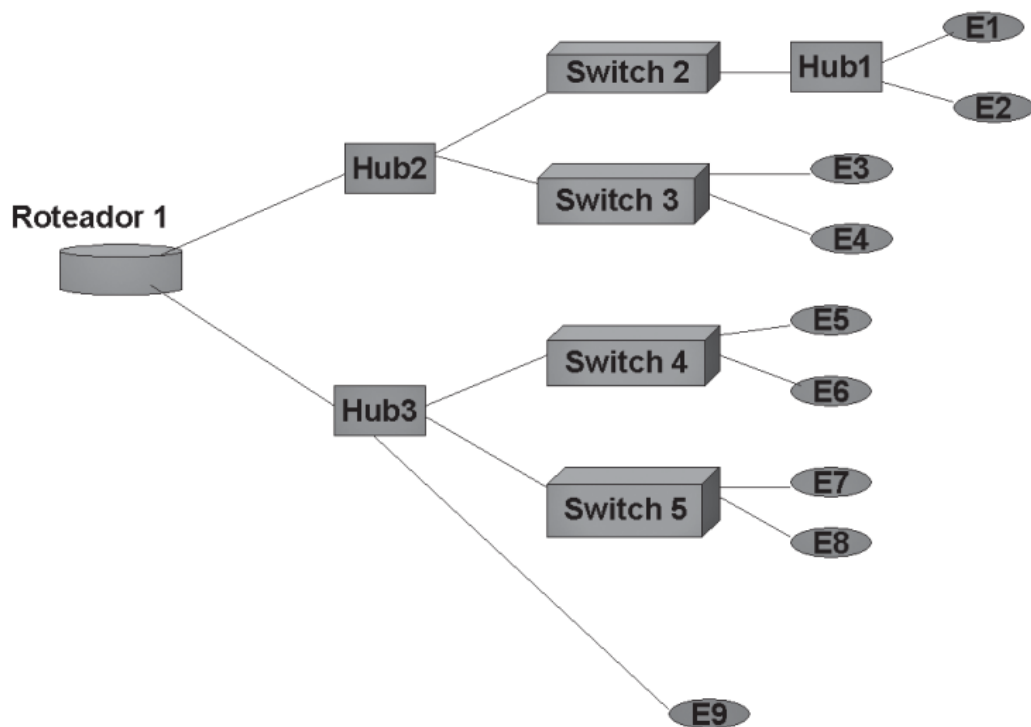 E1
Switch 2
Hub1
E2
Hub2
E3
Switch 3
Roteador 1
E4
E5
Switch 4
E6
Hub3
E7
Switch 5
E8
E9